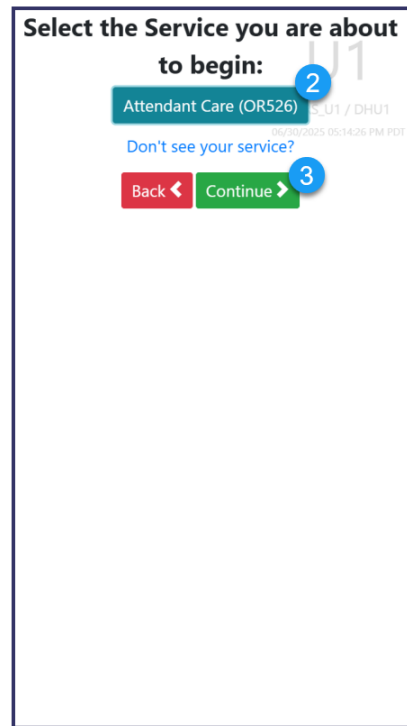 Select the Service you are about
to begin:
U1
2
Attendant Care (OR526)
S_U1 / DHU1
06/30/2025 05:14:26 PM PDT
Don't see your service?
Back
Continue
3